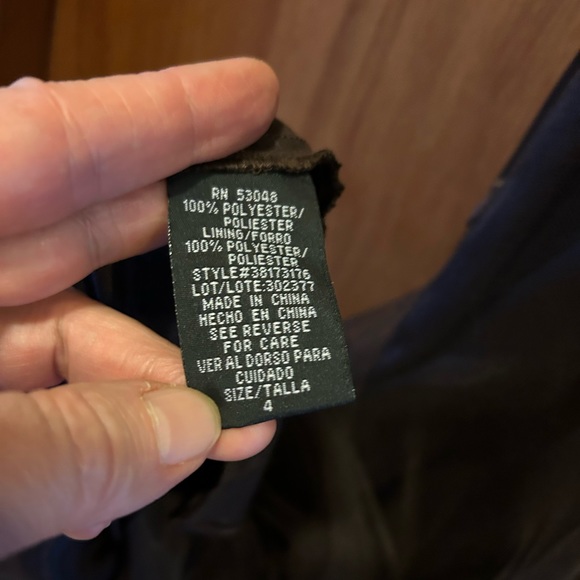 RN 53048
100% POLYESTER/
POLIESTER
LINING/FORRO
100% POLYESTER/
POLIESTER
STYLE#38173176
LOT/LOTE:302377
MADE IN CHINA
HECHO EN CHINA
SEE REVERSE
FOR CARE
VER AL DORSO PARA
CUIDADO
SIZE/TALLA
4